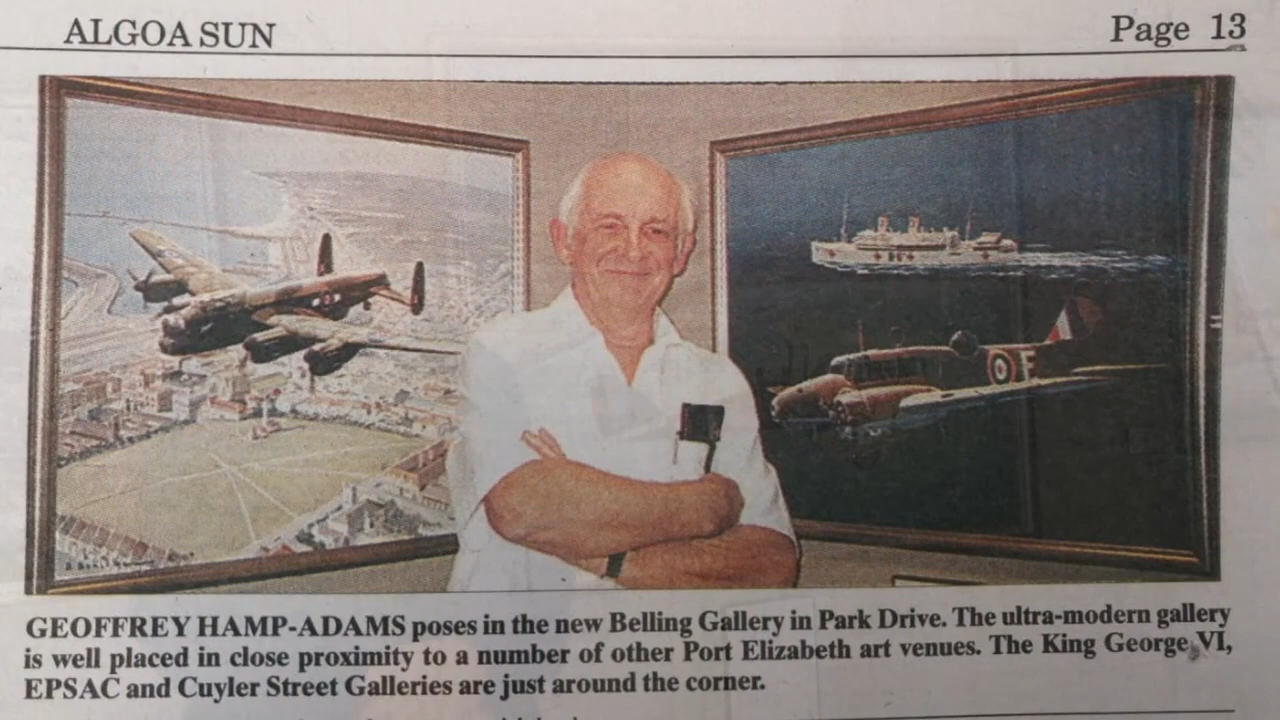 ALGOA SUN
Page 13
F
GEOFFREY HAMP-ADAMS poses in the new Belling Gallery in Park Drive. The ultra-modern gallery
is well placed in close proximity to a number of other Port Elizabeth art venues. The King George VI,
EPSAC and Cuyler Street Galleries are just around the corner.